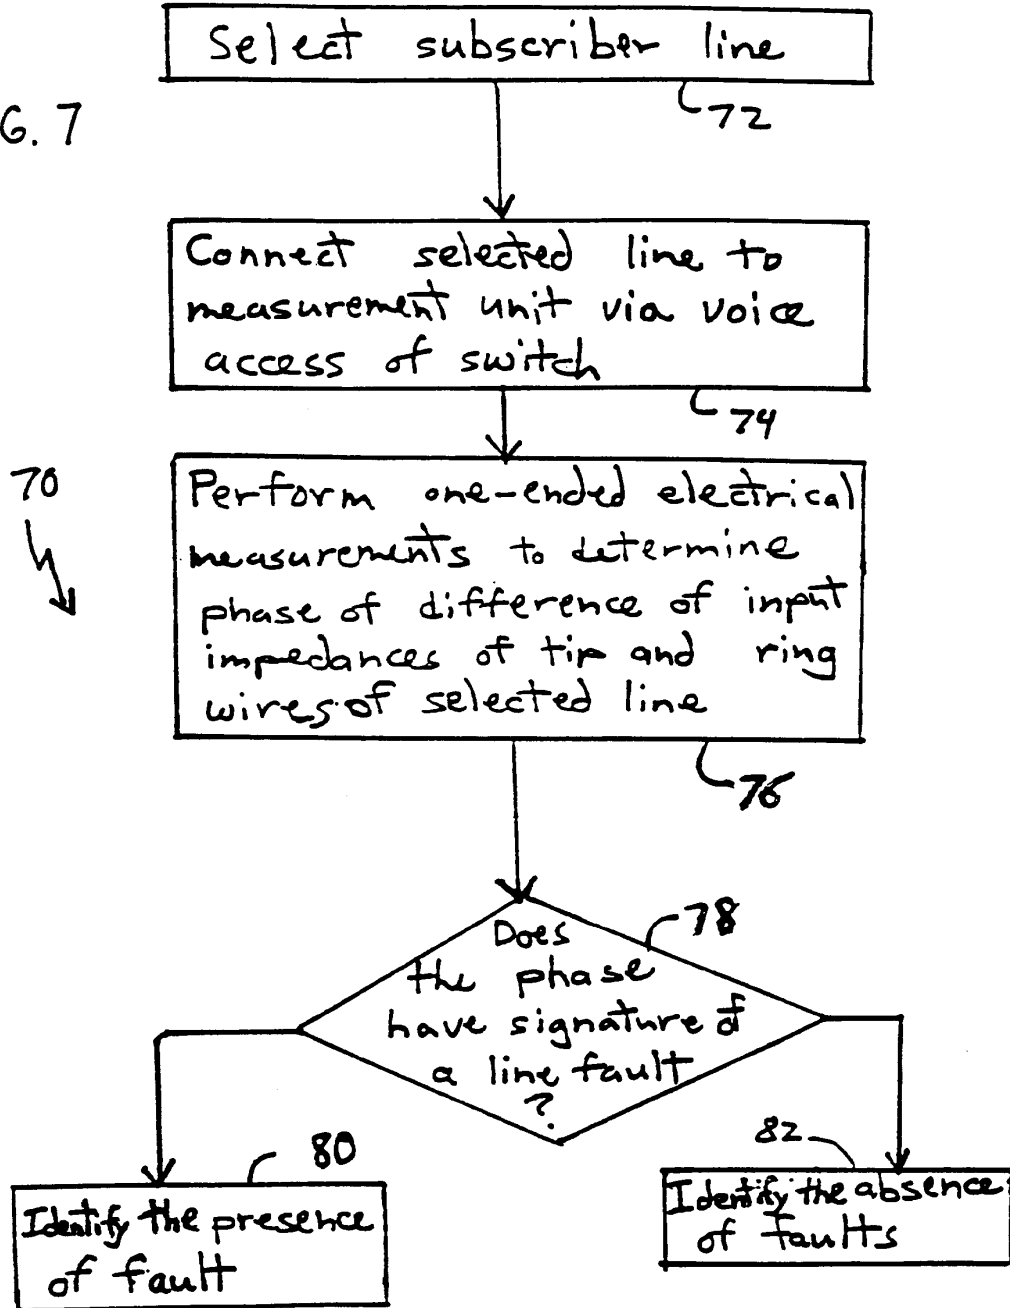 Select subscriber line
72
G. 7
Connect selected line to
measurement unit via voice
access of switch
74
70
Perform one-ended electrical
measurements to determine
phase of difference of input
impedances of tip and ring
wires of selected line
76
78
Does
the phase
have signature of
a line fault
?
80
82
Identify the presence
of fault
Identify the absence
of faults